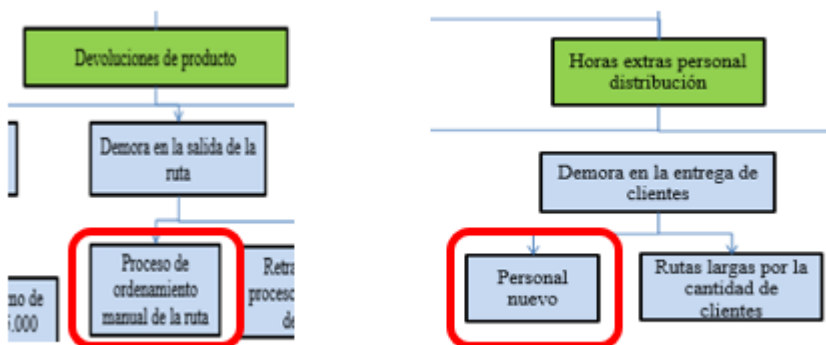 Devoluciones de producto
Demora en la salida de la
ruta
Proceso de
ordenamiento
manual de la ruta
Horas extras personal
distribución
Demora en la entrega de
clientes
Personal
nuevo
Rutas largas por la
cantidad de
clientes